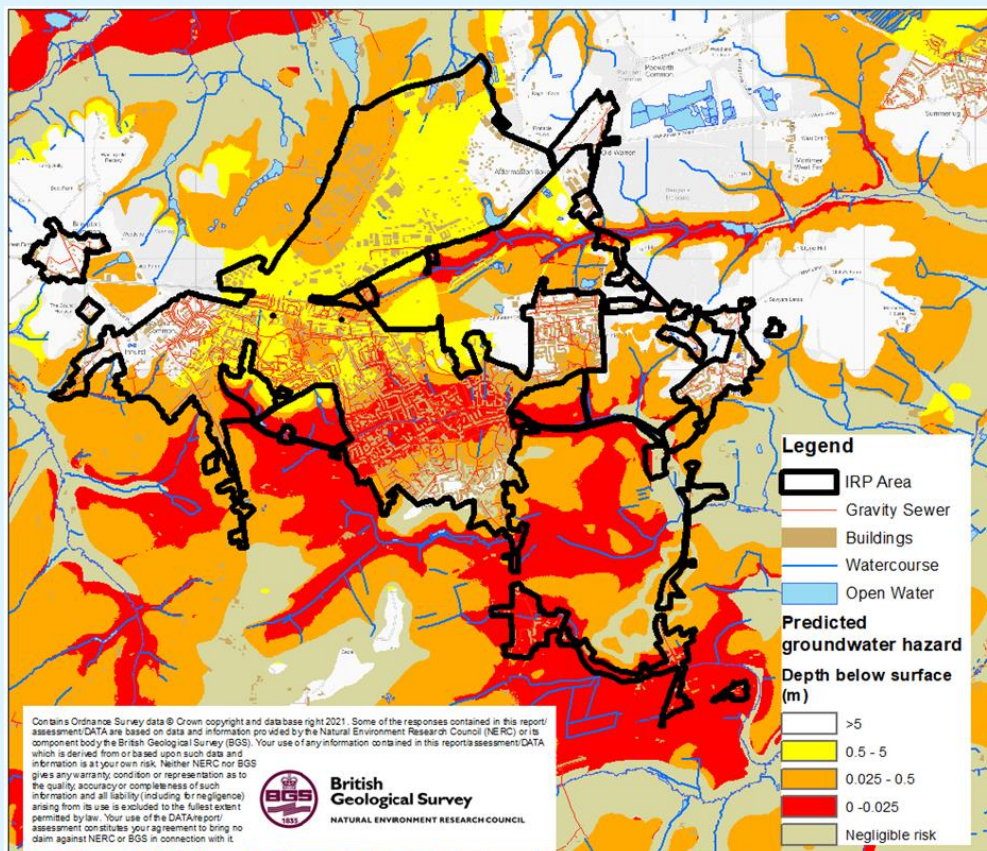 Padworth
Common
Aldermaston Soke
Old Warren
Mortimer
West End
Legend
IRP Area
Gravity Sewer
Buildings
Watercourse
Open Water
Predicted
groundwater hazard
Depth below surface
(m)
>5
0.5 - 5
0.025 - 0.5
0 -0.025
Negligible risk
Contains Ordnance Survey data © Crown copyright and database right 2021. Some of the responses contained in this report/
assessment/DATA are based on data and information provided by the Natural Environment Research Council (NERC) or its
component body the British Geological Survey (BGS). Your use of any information contained in this report/assessment/DATA
which is derived from or based upon such data and
information is at your own risk. Neither NERC nor BGS
gives any warranty, condition or representation as to
the quality, accuracy or completeness of such
information and all liability (including for negligence)
arising from its use is excluded to the fullest extent
permitted by law. Your use of the DATA/report/
assessment constitutes your agreement to bring no
claim against NERC or BGS in connection with it.
BGS
1835
British
Geological Survey
NATURAL ENVIRONMENT RESEARCH COUNCIL